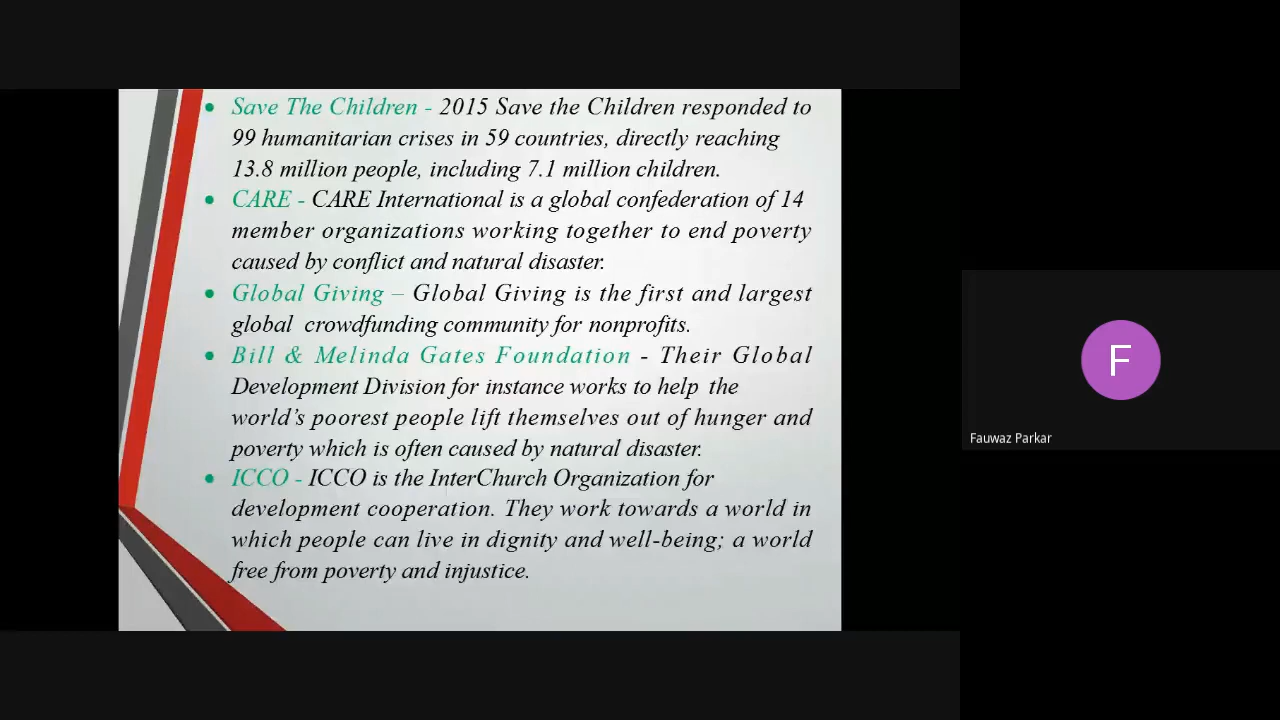 Save The Children - 2015 Save the Children responded to
99 humanitarian crises in 59 countries, directly reaching
13.8 million people, including 7.1 million children.
CARE - CARE International is a global confederation of 14
member organizations working together to end poverty
caused by conflict and natural disaster.
Global Giving – Global Giving is the first and largest
global crowdfunding community for nonprofits.
Bill & Melinda Gates Foundation - Their Global
Development Division for instance works to help the
world's poorest people lift themselves out of hunger and
poverty which is often caused by natural disaster.
ICCO - ICCO is the InterChurch Organization for
development cooperation. They work towards a world in
which people can live in dignity and well-being; a world
free from poverty and injustice.
F
Fauwaz Parkar